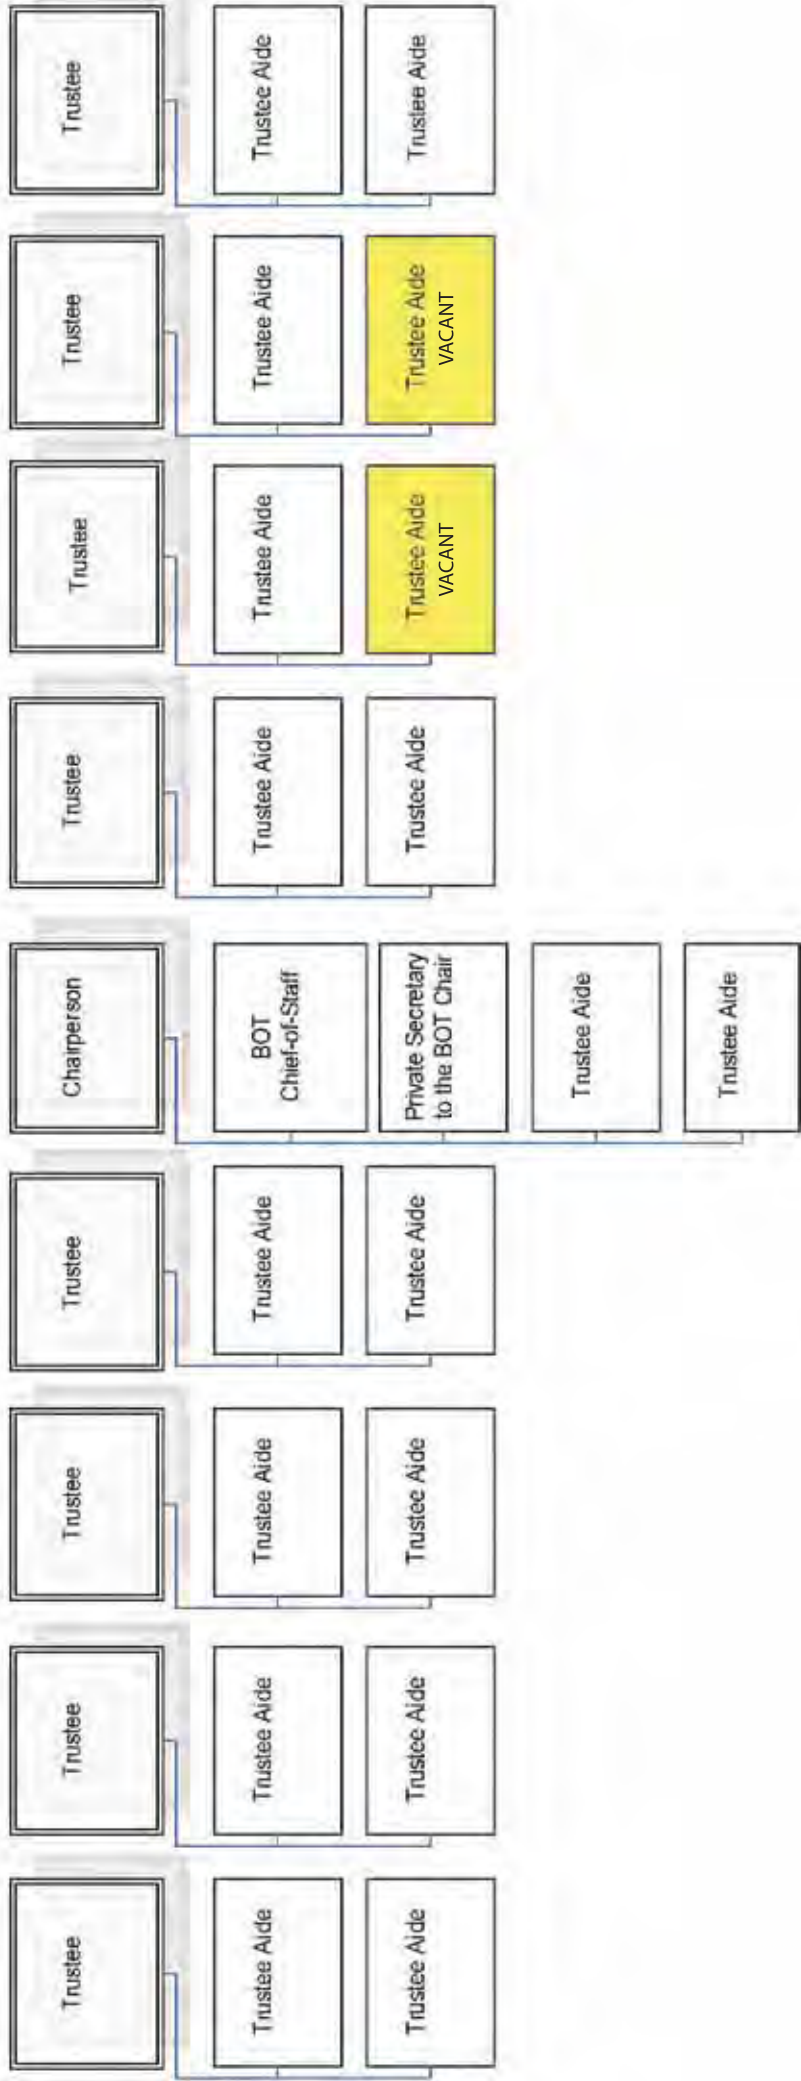 Trustee
Trustee
Trustee
Trustee
Chairperson
Trustee
Trustee
Trustee
Trustee
Trustee Aide
Trustee Aide
Trustee Aide
Trustee Aide
BOT
Chief-of-Staff
Trustee Aide
Trustee Aide
Trustee Aide
Trustee Aide
Trustee Aide
Trustee Aide
Trustee Aide
Trustee Aide
Private Secretary
to the BOT Chair
Trustee Aide
Trustee Aide
VACANT
Trustee Aide
VACANT
Trustee Aide
Trustee Aide
Trustee Aide